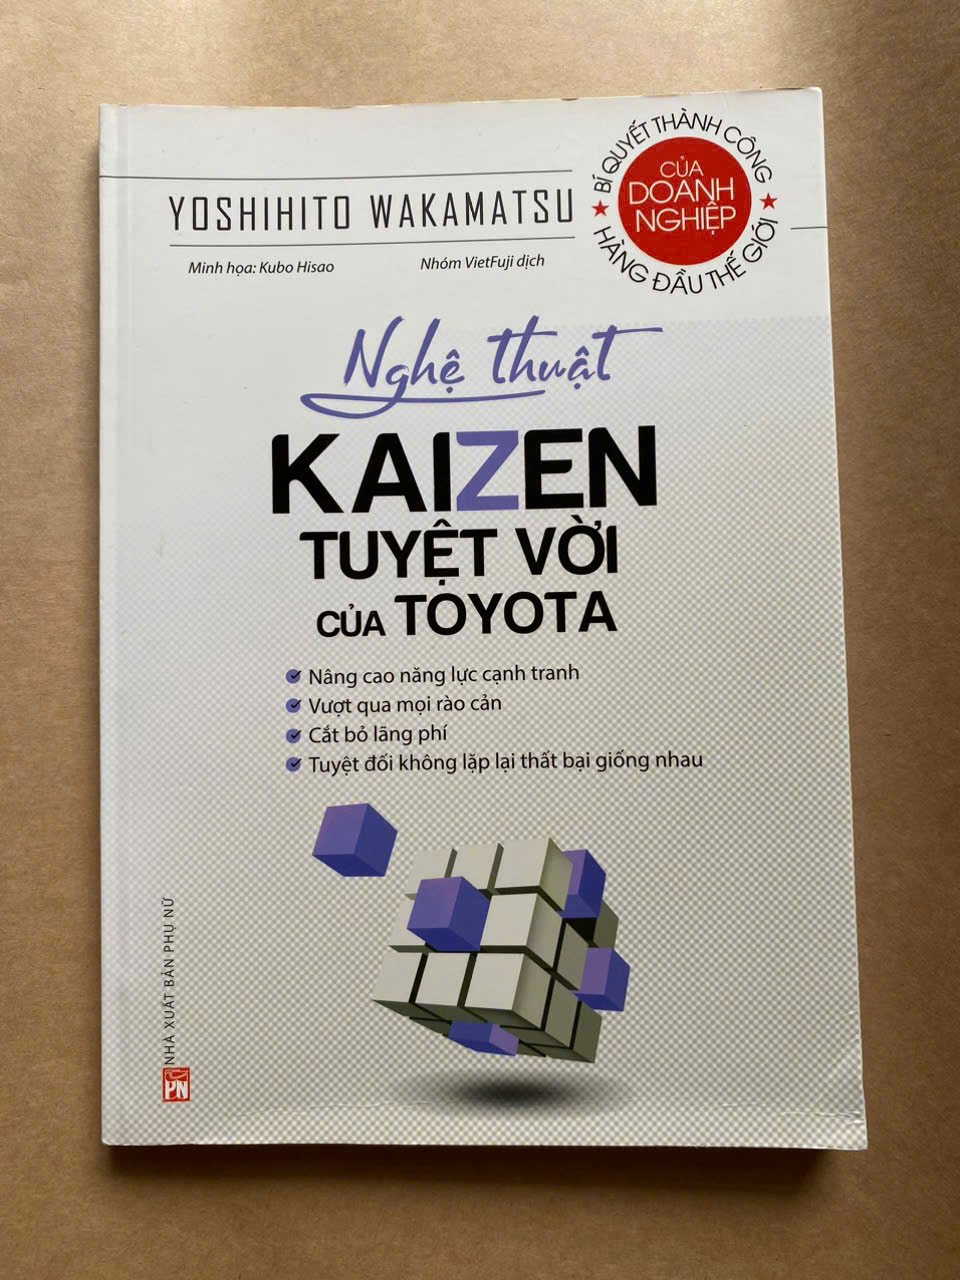 YOSHIHITO WAKAMATSU
Minh họa: Kubo Hisao
Nhóm VietFuji dịch
BÍ QUYẾT THÀNH CÔNG
CỦA
DOANH
NGHIỆP
HÀNG ĐẦU THẾ GIỚI
Nghệ thuật
KAIZEN
TUYỆT VỜI
CỦA TOYOTA
Nâng cao năng lực cạnh tranh
Vượt qua mọi rào cản
Cắt bỏ lãng phí
Tuyệt đối không lặp lại thất bại giống nhau
NHÀ XUẤT BẢN PHỤ NỮ
PN